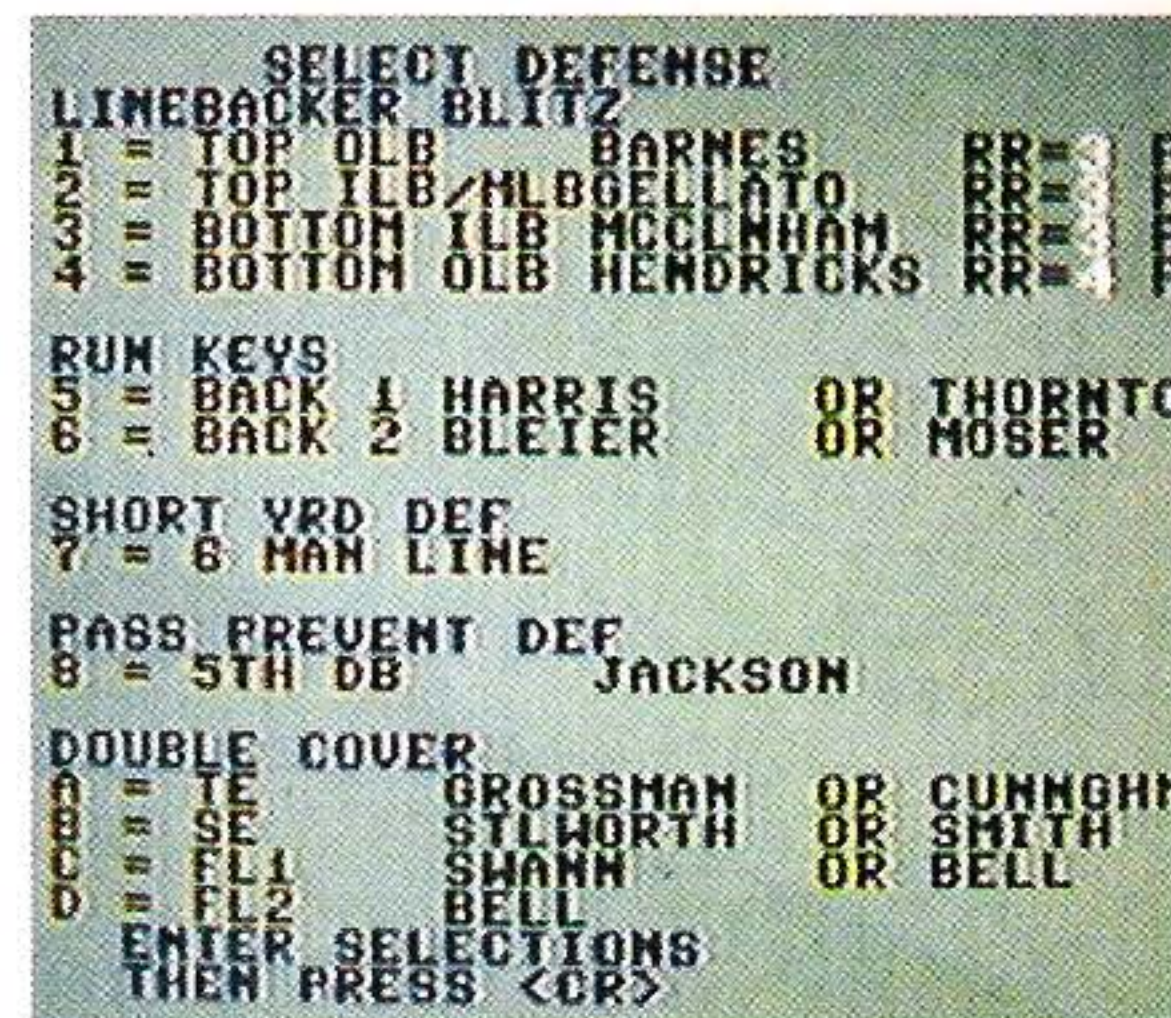 SELECT DEFENSE
LINEBACKER BLITZ
1 = TOP OLB BARNES RR=
2 = TOP ILB/MLBGELLATO RR=
3 = BOTTOM ILB MCCLNHAM RR=
4 = BOTTOM OLB HENDRICKS RR=
RUN KEYS
5 = BACK 1 HARRIS OR THORNTO
6 = BACK 2 BLEIER OR MOSER
SHORT YRD DEF
7 = 6 MAN LINE
PASS PREVENT DEF
8 = 5TH DB JACKSON
DOUBLE COVER
A = TE GROSSMAN OR CUNNGHM
B = SE STLWORTH OR SMITH
C = FL1 SWANN OR BELL
D = FL2 BELL
ENTER SELECTIONS
THEN PRESS <CR>